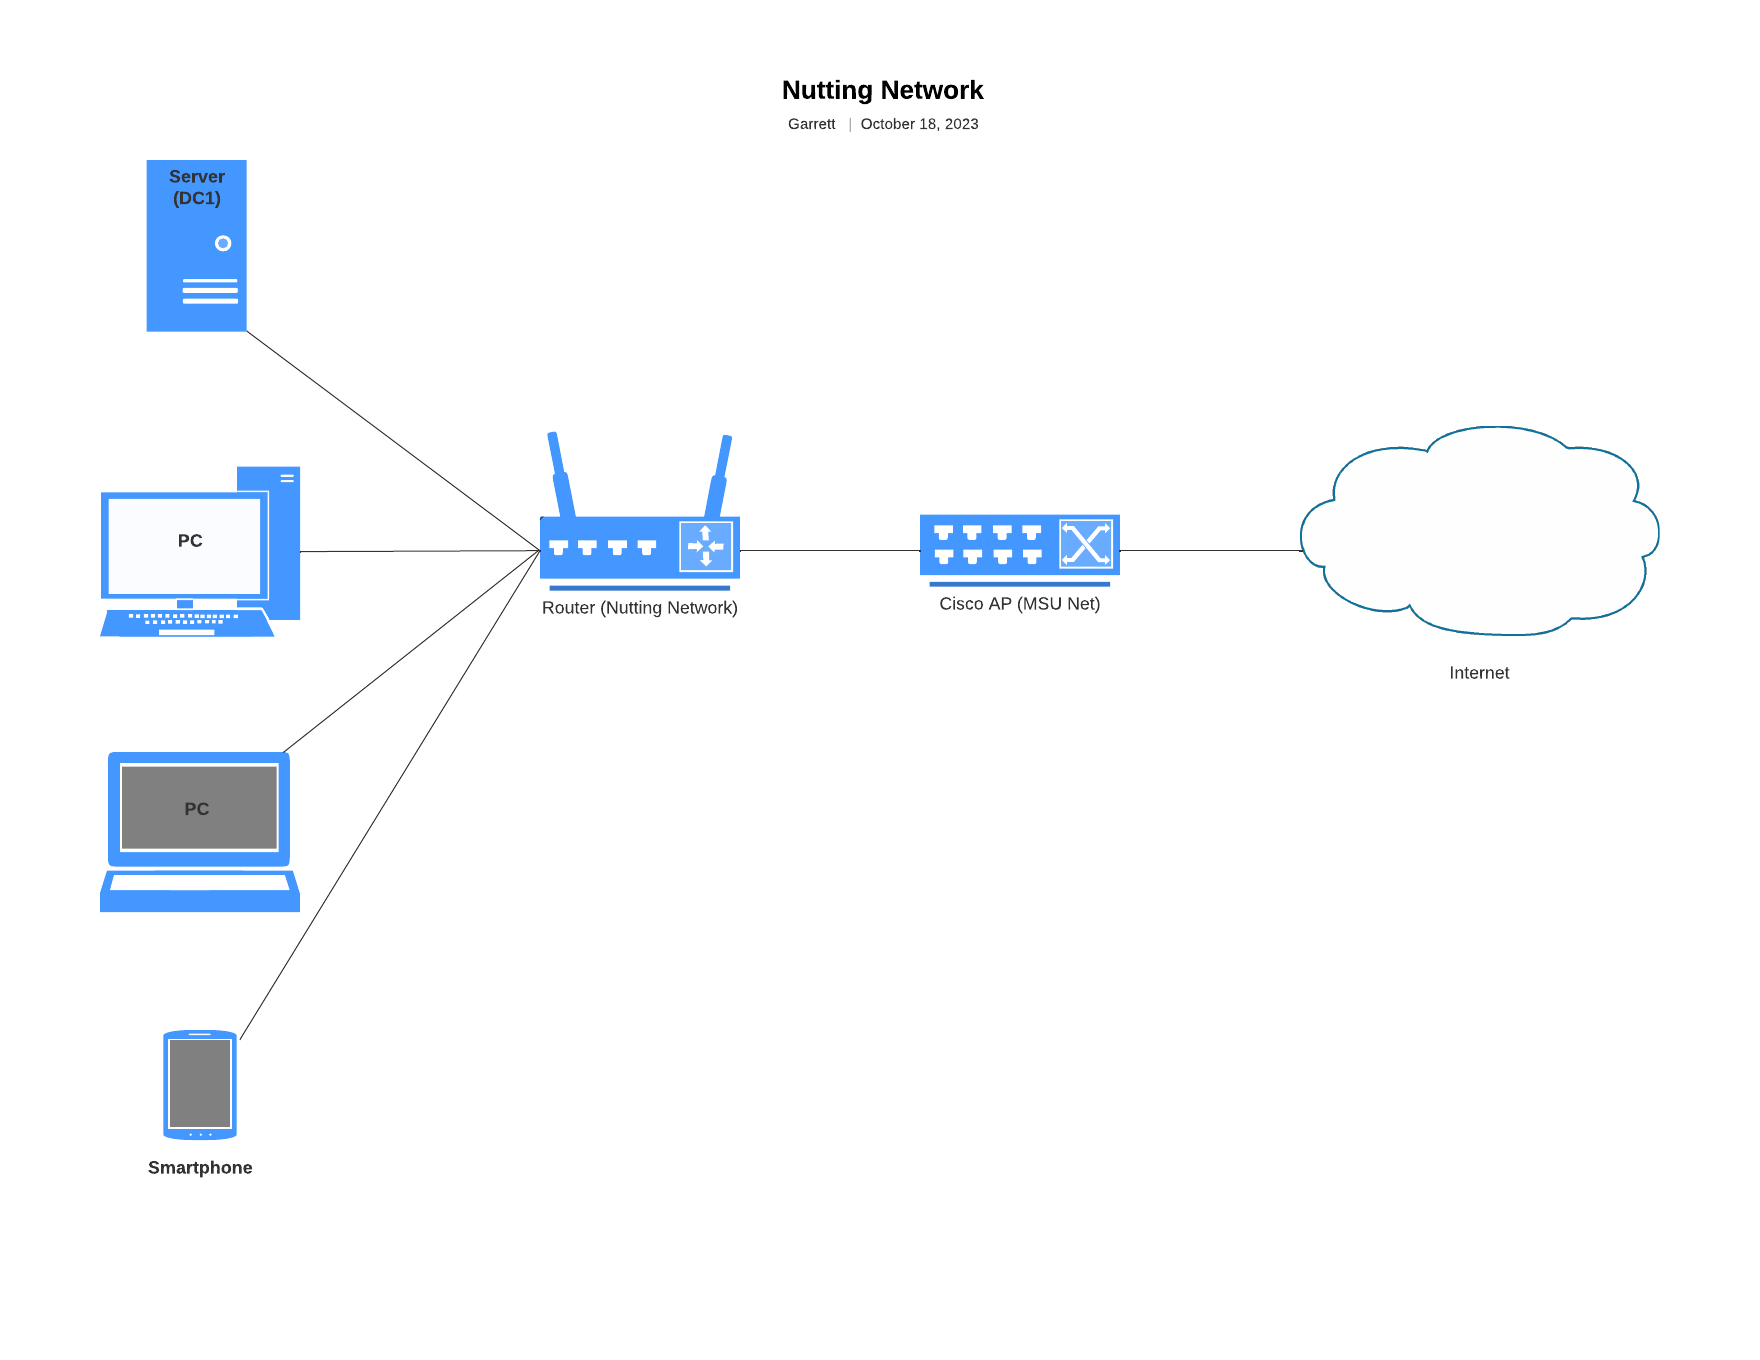 Nutting Network
Garrett | October 18, 2023
Server
(DC1)
PC
Router (Nutting Network)
Cisco AP (MSU Net)
Internet
PC
Smartphone